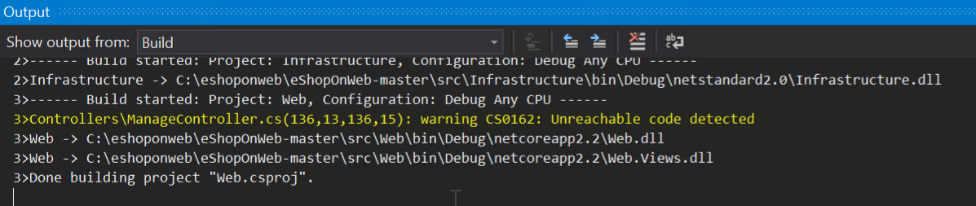 Output
Show output from: Build
2>------ Build started: Project: Infrastructure, Configuration: Debug Any CPU ------
2>Infrastructure -> C:\eshoponweb\eShopOnWeb-master\src\Infrastructure\bin\Debug\netstandard2.0\Infrastructure.dll
3>------ Build started: Project: Web, Configuration: Debug Any CPU ------
3>Controllers\ManageController.cs(136,13,136,15): warning CS0162: Unreachable code detected
3>Web -> C:\eshoponweb\eShopOnWeb-master\src\Web\bin\Debug\netcoreapp2.2\Web.dll
3>Web -> C:\eshoponweb\eShopOnWeb-master\src\Web\bin\Debug\netcoreapp2.2\Web.Views.dll
3>Done building project "Web.csproj".